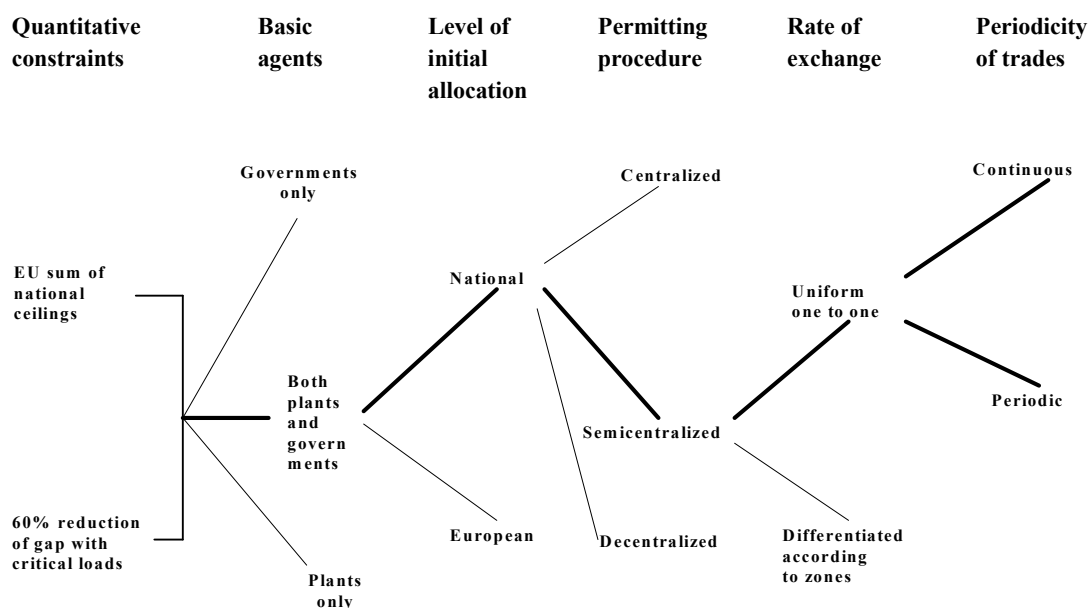 Quantitative
constraints
Basic
agents
Level of
initial
allocation
Permitting
procedure
Rate of
exchange
Periodicity
of trades
Governments
only
Centralized
Continuous
EU sum of
national
ceilings
National
Uniform
one to one
Both
plants
and
govern
ments
Semicentralized
Periodic
60% reduction
of gap with
critical loads
European
Decentralized
Differentiated
according
to zones
Plants
only